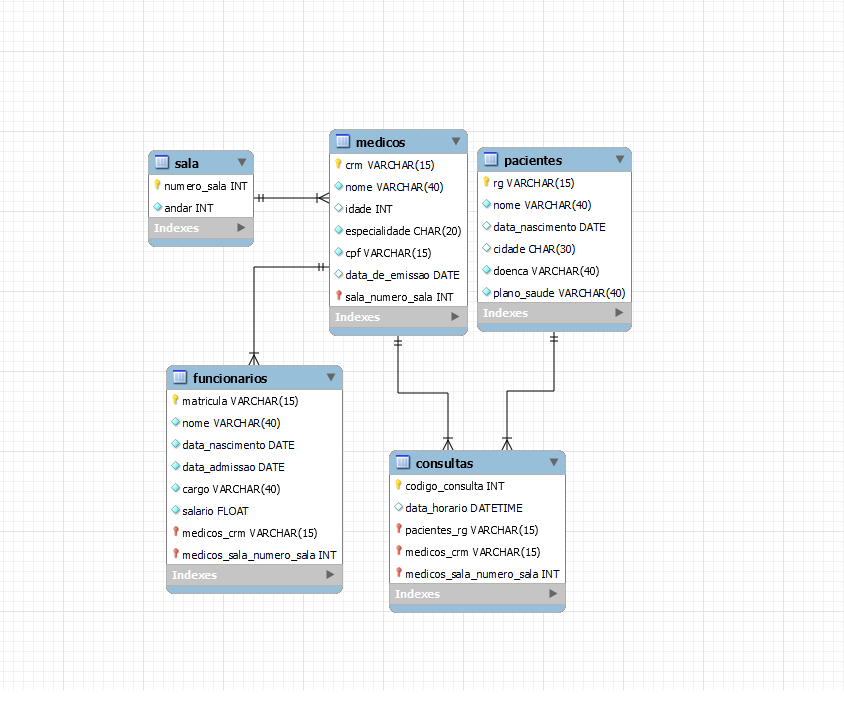 sala
numero_sala INT
andar INT
Indexes
medicos
crm VARCHAR(15)
nome VARCHAR(40)
idade INT
especialidade CHAR(20)
cpf VARCHAR(15)
data_de_emissao DATE
sala_numero_sala INT
Indexes
pacientes
rg VARCHAR(15)
nome VARCHAR(40)
data_nascimento DATE
cidade CHAR(30)
doenca VARCHAR(40)
plano_saude VARCHAR(40)
Indexes
funcionarios
matricula VARCHAR(15)
nome VARCHAR(40)
data_nascimento DATE
data_admissao DATE
cargo VARCHAR(40)
salario FLOAT
medicos_crm VARCHAR(15)
medicos_sala_numero_sala INT
Indexes
consultas
codigo_consulta INT
data_horario DATETIME
pacientes_rg VARCHAR(15)
medicos_crm VARCHAR(15)
medicos_sala_numero_sala INT
Indexes